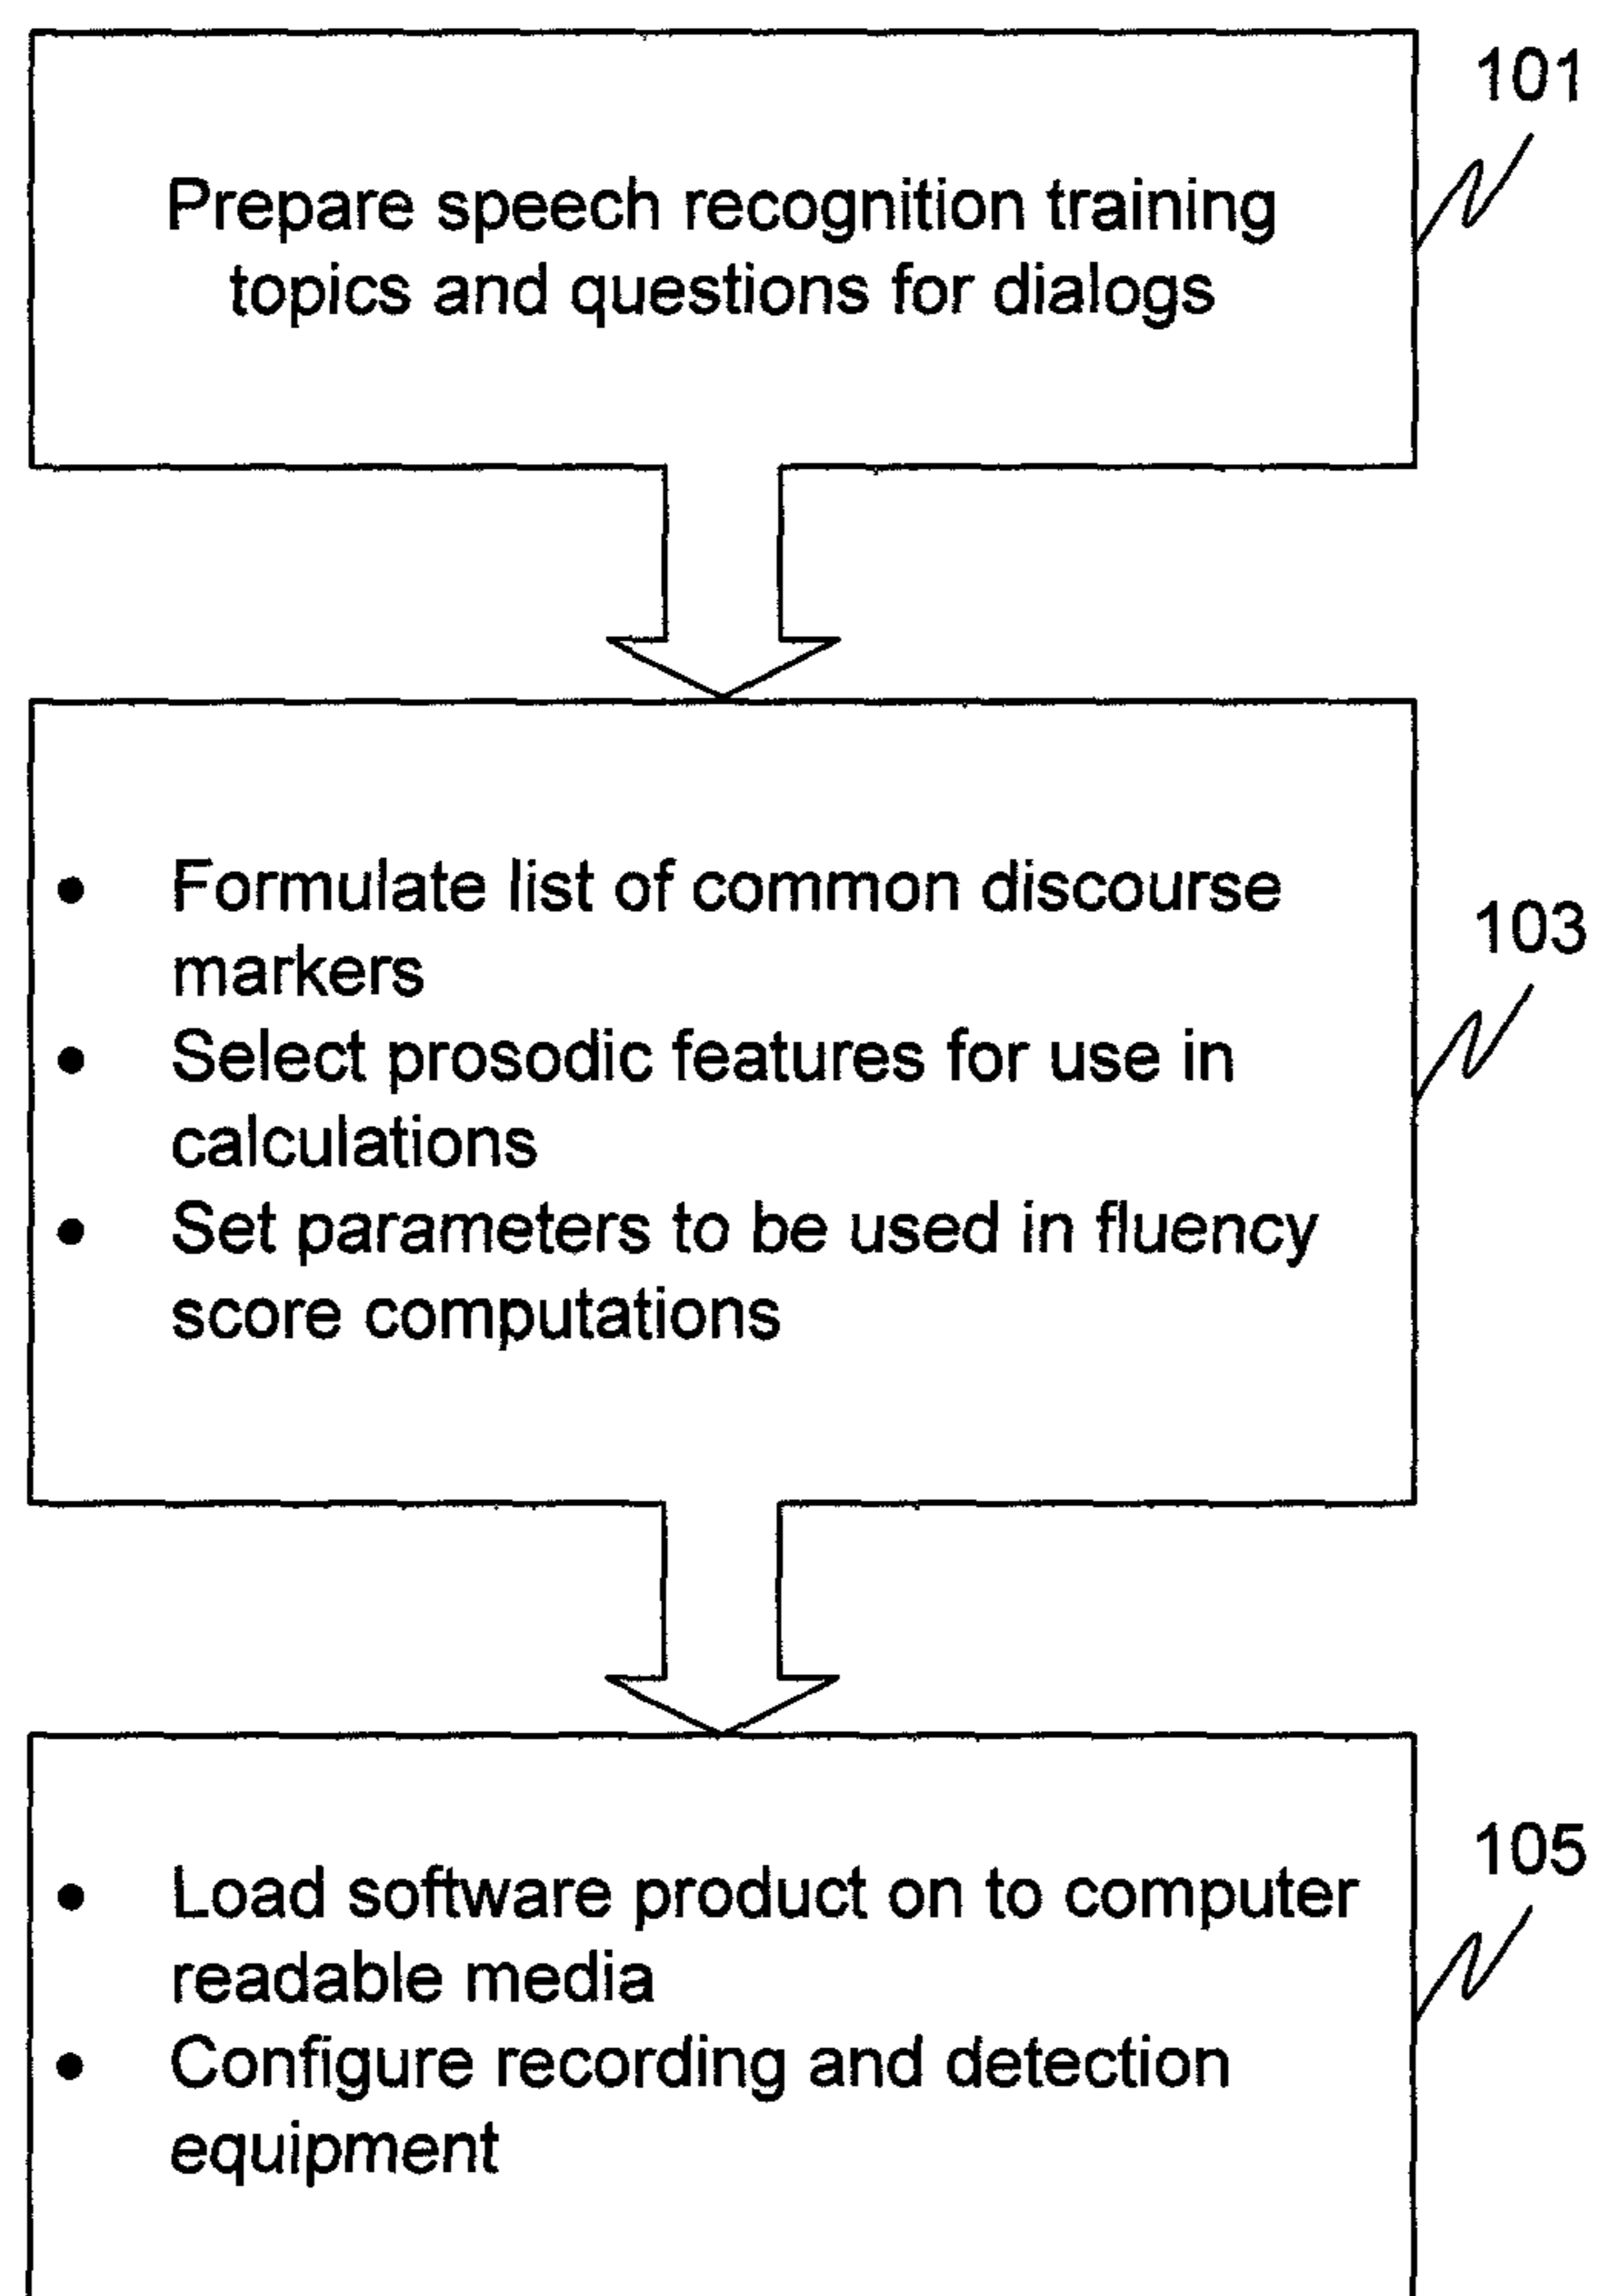 101
Prepare speech recognition training
topics and questions for dialogs
• Formulate list of common discourse
markers
103
• Select prosodic features for use in
calculations
• Set parameters to be used in fluency
score computations
105
• Load software product on to computer
readable media
• Configure recording and detection
equipment